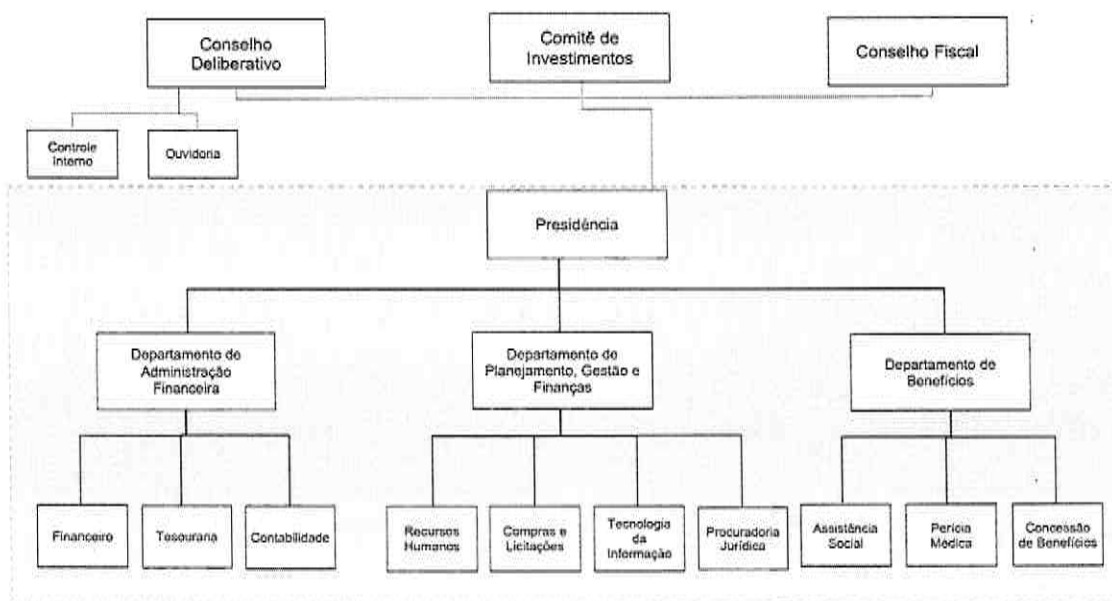 Conselho
Deliberativo
Comitê de
Investimentos
Conselho Fiscal
Controle
Interno
Ouvidoria
Presidência
Departamento de
Administração
Financeira
Departamento de
Planejamento, Gestão e
Finanças
Departamento de
Benefícios
Financeiro
Tesouraria
Contabilidade
Recursos
Humanos
Compras e
Licitações
Tecnologia
da
Informação
Procuradoria
Jurídica
Assistência
Social
Perícia
Médica
Concessão
de Benefícios